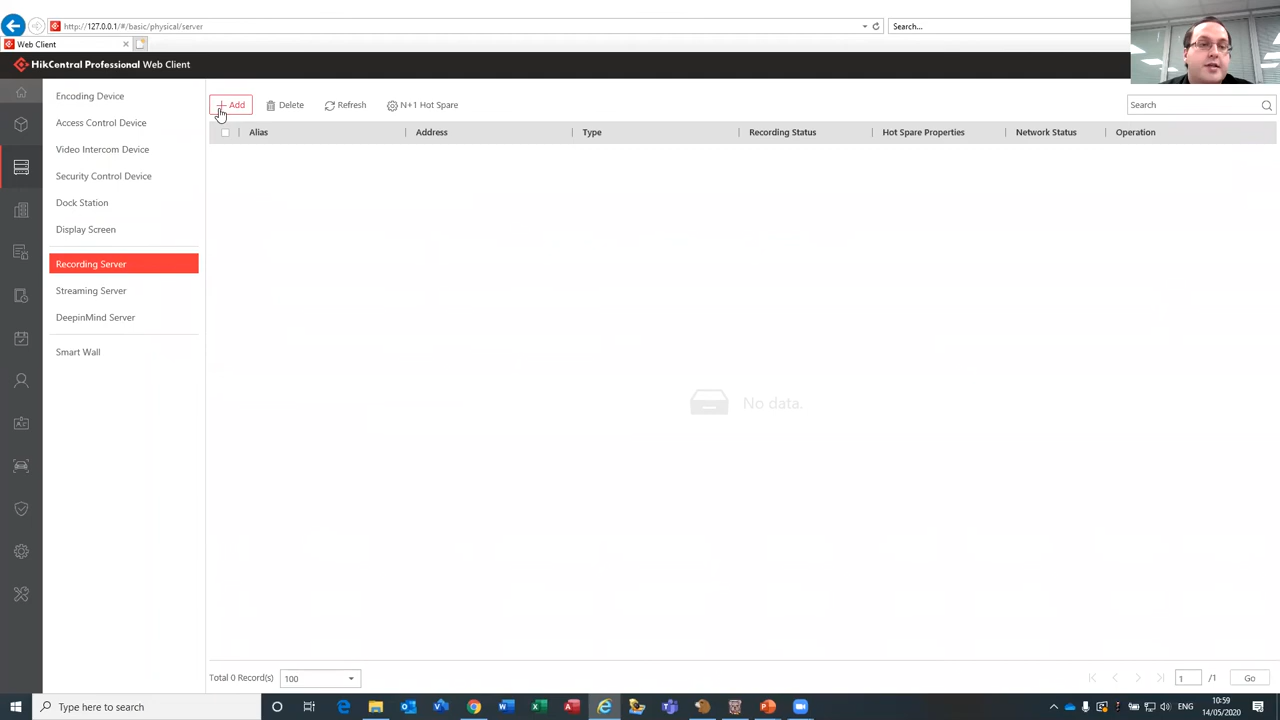 http://127.0.0.1/#/basic/physical/server
Search...
Web Client
HikCentral Professional Web Client
Encoding Device
Access Control Device
Video Intercom Device
Security Control Device
Dock Station
Display Screen
Recording Server
Streaming Server
DeepinMind Server
Smart Wall
Add
Delete
Refresh
N+1 Hot Spare
Search
Alias
Address
Type
Recording Status
Hot Spare Properties
Network Status
Operation
No data.
Total 0 Record(s)
100
1
/1
Go
Type here to search
10:59
14/05/2020